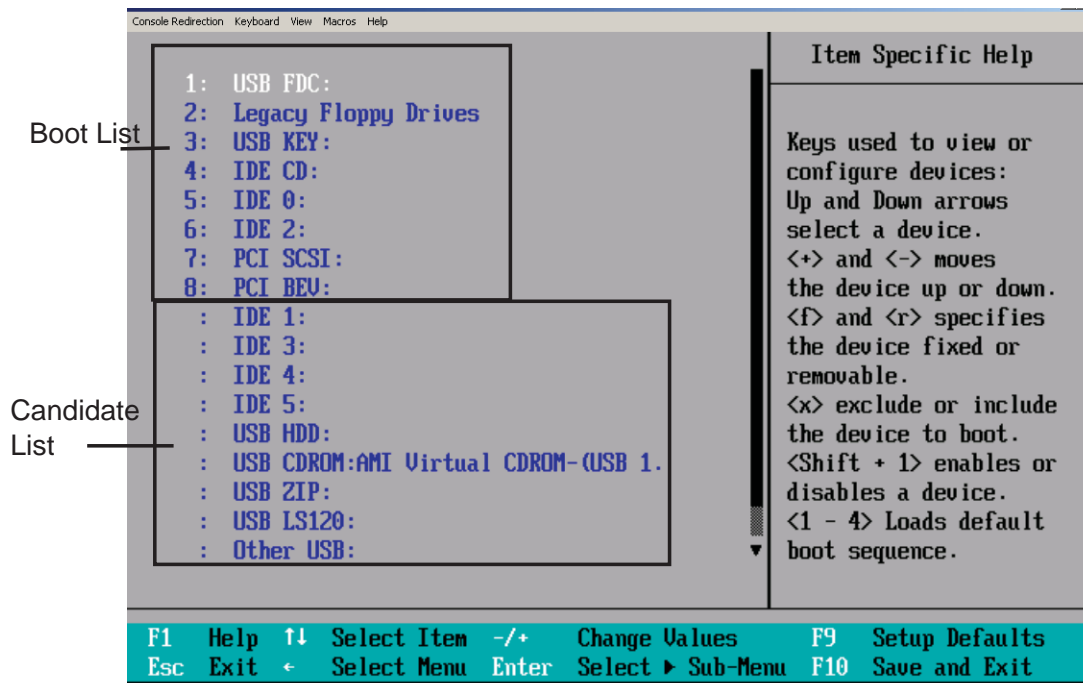 Console Redirection Keyboard View Macros Help
Boot List
1: USB FDC:
2: Legacy Floppy Drives
3: USB KEY:
4: IDE CD:
5: IDE 0:
6: IDE 2:
7: PCI SCSI:
8: PCI BEV:
Candidate
List
: IDE 1:
: IDE 3:
: IDE 4:
: IDE 5:
: USB HDD:
: USB CDROM:AMI Virtual CDROM-(USB 1.
: USB ZIP:
: USB LS120:
: Other USB:
Item Specific Help
Keys used to view or
configure devices:
Up and Down arrows
select a device.
<+> and <-> moves
the device up or down.
<f> and <r> specifies
the device fixed or
removable.
<x> exclude or include
the device to boot.
<Shift + 1> enables or
disables a device.
<1 - 4> Loads default
boot sequence.
F1 Help ↑↓ Select Item -/+ Change Values F9 Setup Defaults
Esc Exit ← Select Menu Enter Select ▶ Sub-Menu F10 Save and Exit